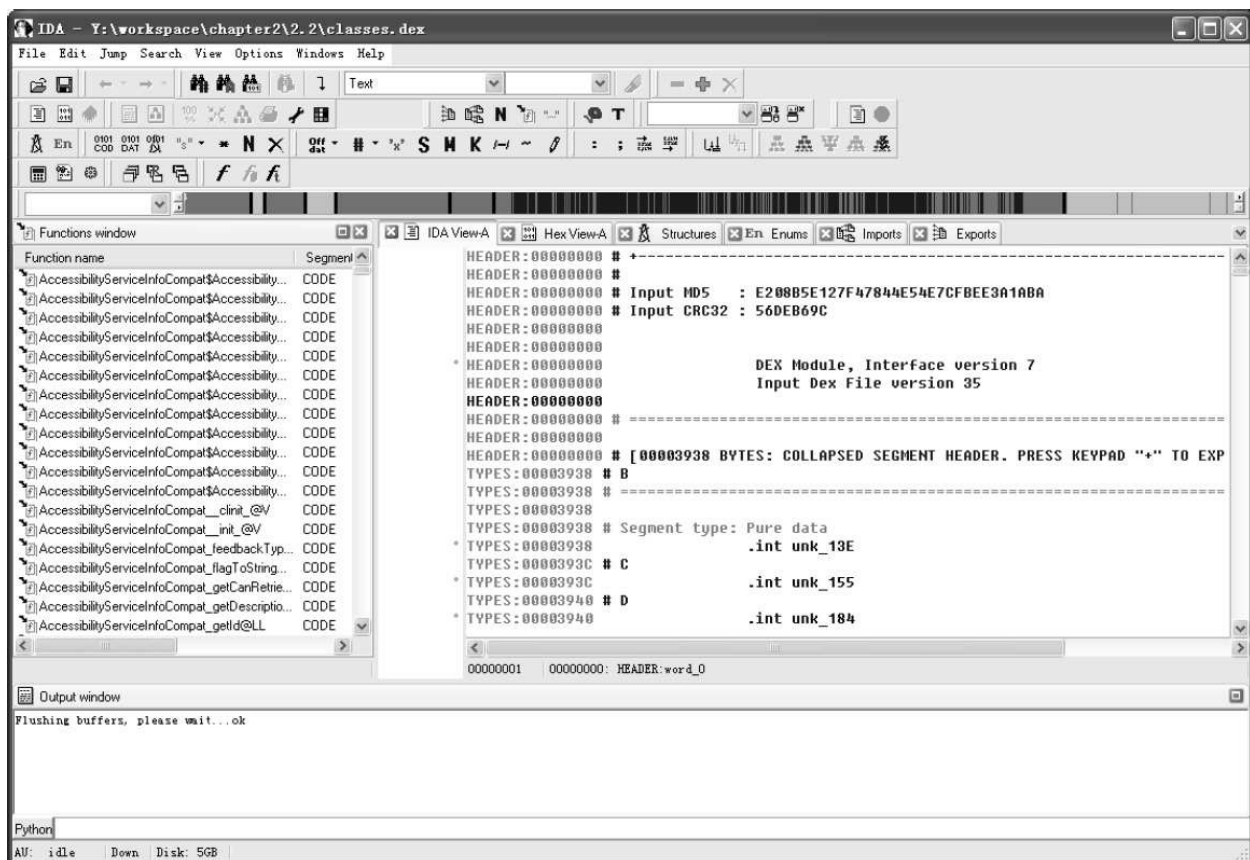 IDA - Y:\workspace\chapter2\2.2\classes.dex
File Edit Jump Search View Options Windows Help
Text
En
Functions window
IDA View-A Hex View-A Structures En Enums Imports Exports
Function name Segment
AccessibilityServiceInfoCompat$Accessibility... CODE
AccessibilityServiceInfoCompat$Accessibility... CODE
AccessibilityServiceInfoCompat$Accessibility... CODE
AccessibilityServiceInfoCompat$Accessibility... CODE
AccessibilityServiceInfoCompat$Accessibility... CODE
AccessibilityServiceInfoCompat$Accessibility... CODE
AccessibilityServiceInfoCompat$Accessibility... CODE
AccessibilityServiceInfoCompat$Accessibility... CODE
AccessibilityServiceInfoCompat$Accessibility... CODE
AccessibilityServiceInfoCompat$Accessibility... CODE
AccessibilityServiceInfoCompat$Accessibility... CODE
AccessibilityServiceInfoCompat$Accessibility... CODE
AccessibilityServiceInfoCompat__clinit_@V CODE
AccessibilityServiceInfoCompat__init_@V CODE
AccessibilityServiceInfoCompat_feedbackTyp... CODE
AccessibilityServiceInfoCompat_flagToString... CODE
AccessibilityServiceInfoCompat_getCanRetrie... CODE
AccessibilityServiceInfoCompat_getDescriptio... CODE
AccessibilityServiceInfoCompat_getId@LL CODE
HEADER:00000000 # +----------------------------------------------------------------
HEADER:00000000 #
HEADER:00000000 # Input MD5 : E208B5E127F47844E54E7CFBEE3A1ABA
HEADER:00000000 # Input CRC32 : 56DEB69C
HEADER:00000000
HEADER:00000000
HEADER:00000000 DEX Module, Interface version 7
HEADER:00000000 Input Dex File version 35
HEADER:00000000
HEADER:00000000 # =================================================================
HEADER:00000000
HEADER:00000000 # [00003938 BYTES: COLLAPSED SEGMENT HEADER. PRESS KEYPAD "+" TO EXP
TYPES:00003938 # B
TYPES:00003938 # =================================================================
TYPES:00003938
TYPES:00003938 # Segment type: Pure data
TYPES:00003938 .int unk_13E
TYPES:0000393C # C
TYPES:0000393C .int unk_155
TYPES:00003940 # D
TYPES:00003940 .int unk_184
00000001 00000000: HEADER:word_0
Output window
Flushing buffers, please wait...ok
Python
AU: idle Down Disk: 5GB